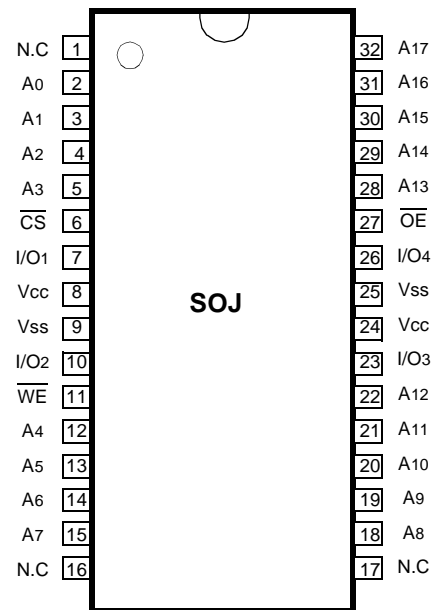 N.C 1 32 A17
A0 2 31 A16
A1 3 30 A15
A2 4 29 A14
A3 5 28 A13
CS 6 27 OE
I/O1 7 26 I/O4
Vcc 8 25 Vss
SOJ
Vss 9 24 Vcc
I/O2 10 23 I/O3
WE 11 22 A12
A4 12 21 A11
A5 13 20 A10
A6 14 19 A9
A7 15 18 A8
N.C 16 17 N.C